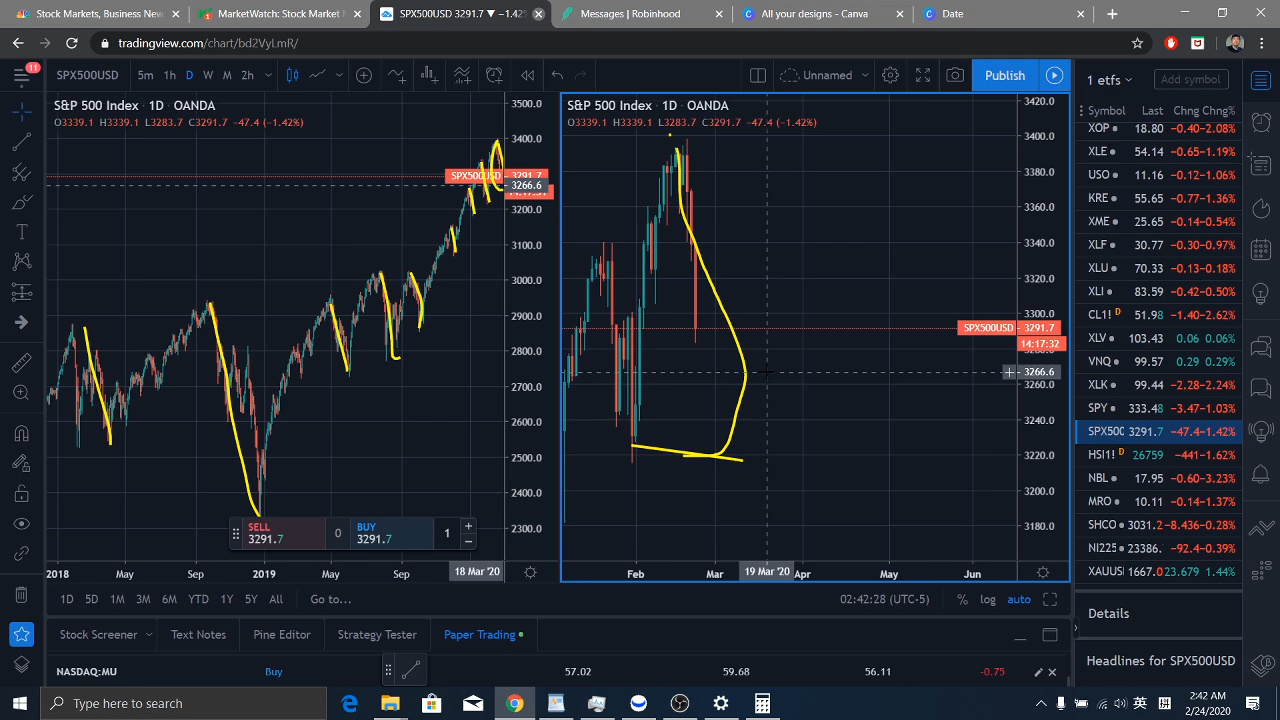 CNBC: Stock Markets, Business News
MarketWatch: Stock Market
SPX500USD 3291.7 ▼ −1.42%
Messages | Robinhood
All your designs - Canva
Date
tradingview.com/chart/bd2VyLmR/
11
SPX500USD 5m 1h D W M 2h
Unnamed
Publish
1 etfs
Add symbol
S&P 500 Index · 1D · OANDA
O3339.1 H3339.1 L3283.7 C3291.7 −47.4 (−1.42%)
3500.0
3400.0
SPX500USD 3291.7
3266.6
3200.0
3100.0
3000.0
2900.0
2800.0
2700.0
2600.0
2500.0
2400.0
2300.0
SELL
3291.7
0
BUY
3291.7
1
2018 May Sep 2019 May Sep 18 Mar '20
S&P 500 Index · 1D · OANDA
O3339.1 H3339.1 L3283.7 C3291.7 −47.4 (−1.42%)
3420.0
3400.0
3380.0
3360.0
3340.0
3320.0
3300.0
SPX500USD 3291.7
14:17:32
3266.6
3260.0
3240.0
3220.0
3200.0
3180.0
Feb Mar 19 Mar '20 Apr May Jun
Symbol Last Chng Chng%
XOP 18.80 −0.40 −2.08%
XLE 54.14 −0.65 −1.19%
USO 11.16 −0.12 −1.06%
KRE 55.65 −0.77 −1.36%
XME 25.65 −0.14 −0.54%
XLF 30.77 −0.30 −0.97%
XLU 70.33 −0.13 −0.18%
XLI 83.59 −0.42 −0.50%
CL1! D 51.98 −1.40 −2.62%
XLV 103.43 0.06 0.06%
VNQ 99.57 0.29 0.29%
XLK 99.44 −2.28 −2.24%
SPY 333.48 −3.47 −1.03%
SPX500 3291.7 −47.4 −1.42%
HSI1! D 26759 −441 −1.62%
NBL 17.95 −0.60 −3.23%
MRO 10.11 −0.14 −1.37%
SHCO 3031.2 −8.436 −0.28%
NI225 23386. −92.4 −0.39%
XAUUS 1667.0 23.679 1.44%
1D 5D 1M 3M 6M YTD 1Y 5Y All Go to...
02:42:28 (UTC-5) % log auto
Details
Stock Screener Text Notes Pine Editor Strategy Tester Paper Trading
Headlines for SPX500USD
NASDAQ:MU Buy 57.02 59.68 56.11 −0.75
Type here to search
英 拼
2:42 AM
2/24/2020